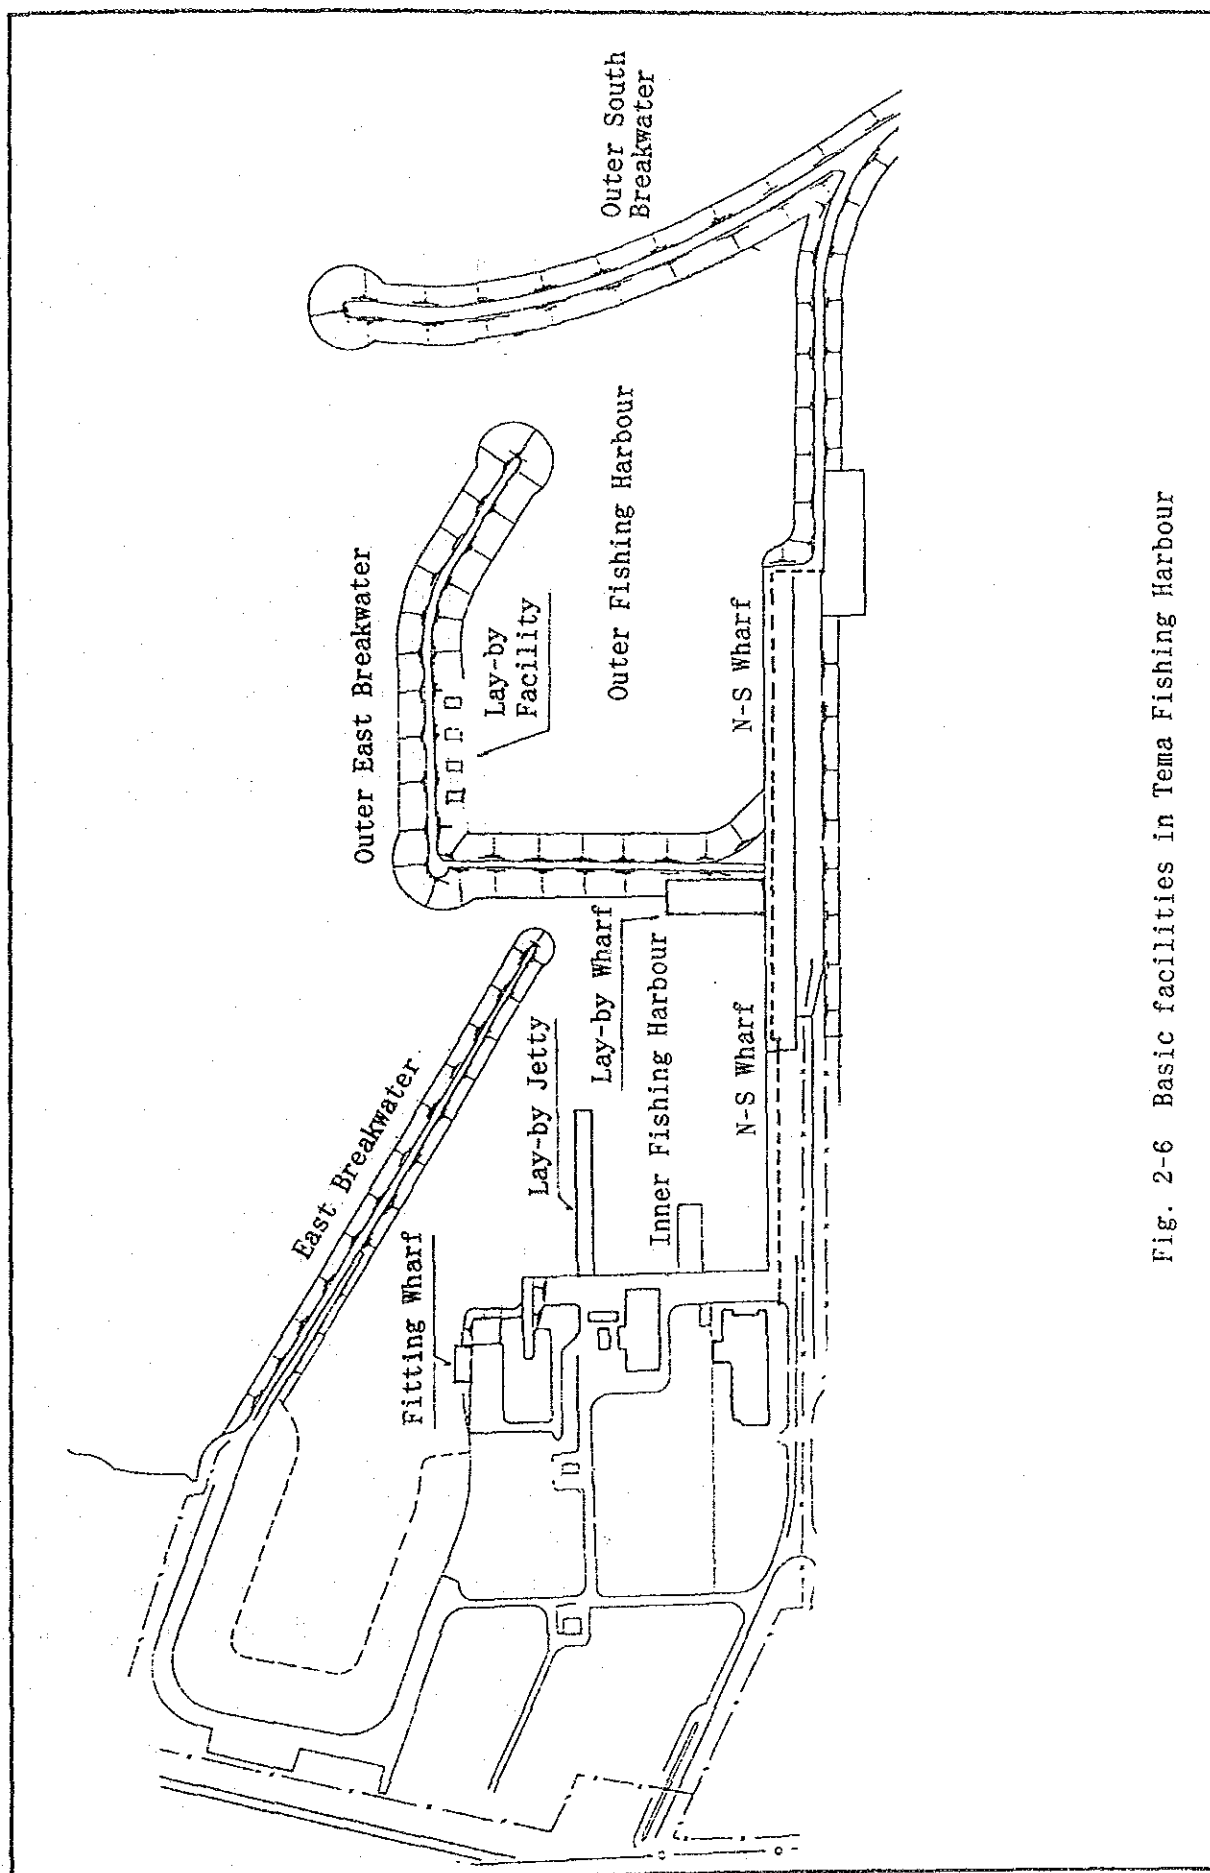 East Breakwater
Outer East Breakwater
Outer South
Breakwater
Fitting Wharf
Lay-by
Facility
Lay-by Jetty
Lay-by Wharf
Outer Fishing Harbour
Inner Fishing Harbour
N-S Wharf
N-S Wharf
Fig. 2-6 Basic facilities in Tema Fishing Harbour